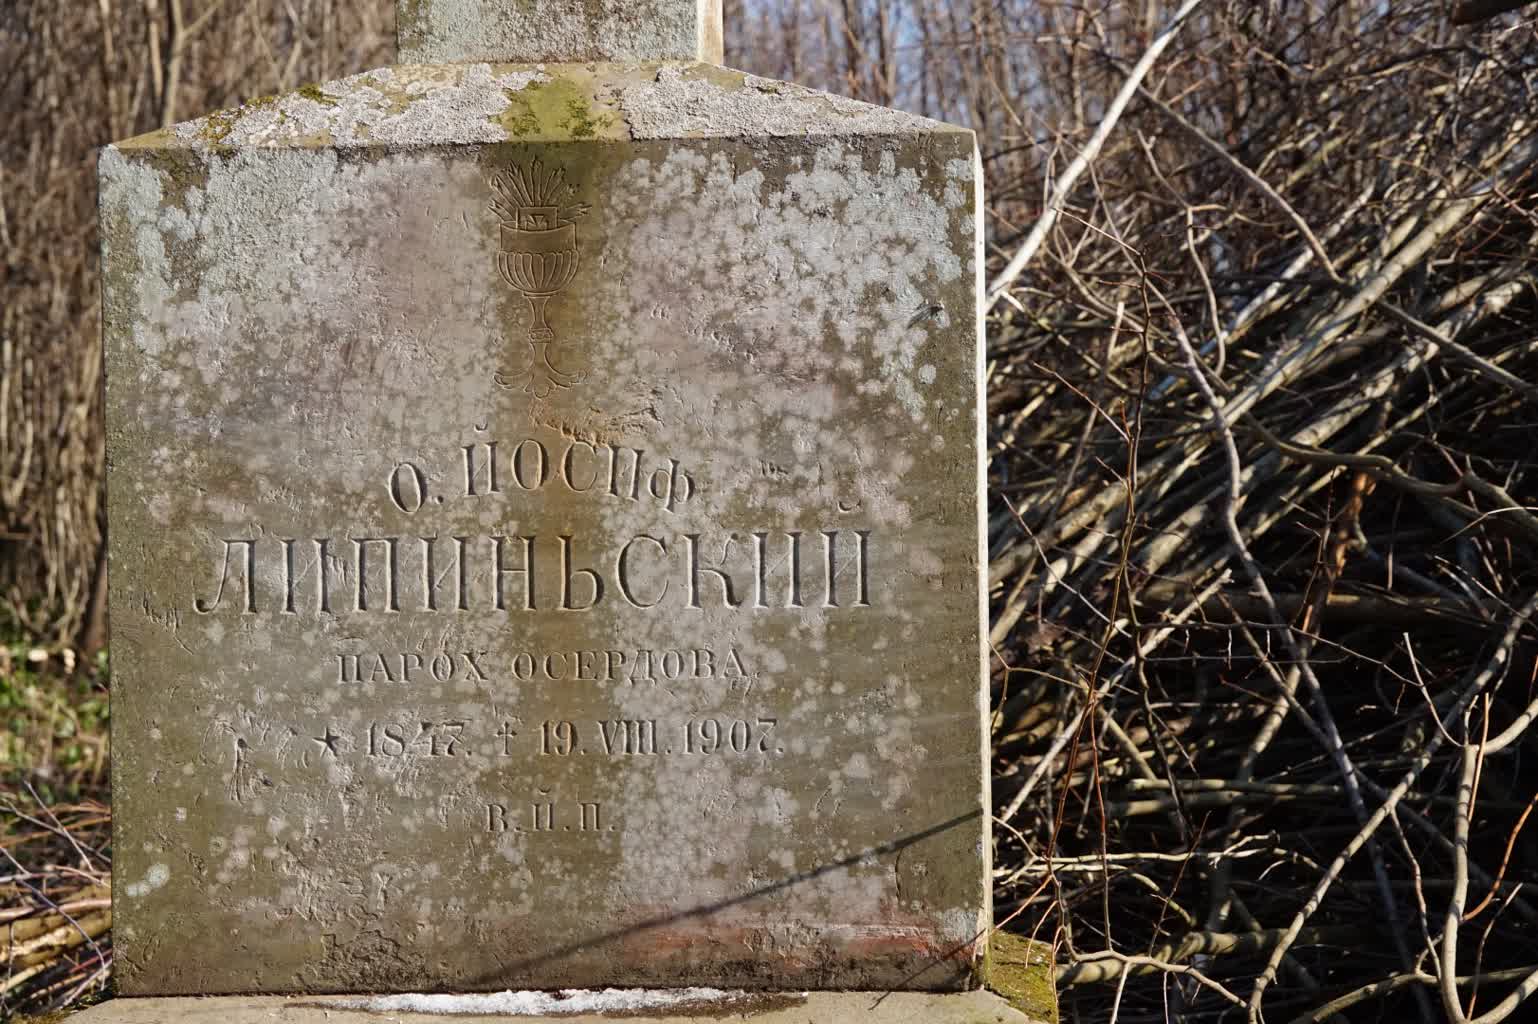 О. ЙОСИФ
ЛИПИНЬСКИЙ
ПАРОХ ОСЕРДОВА.
★ 1847. † 19. VIII. 1907.
В.Й.П.